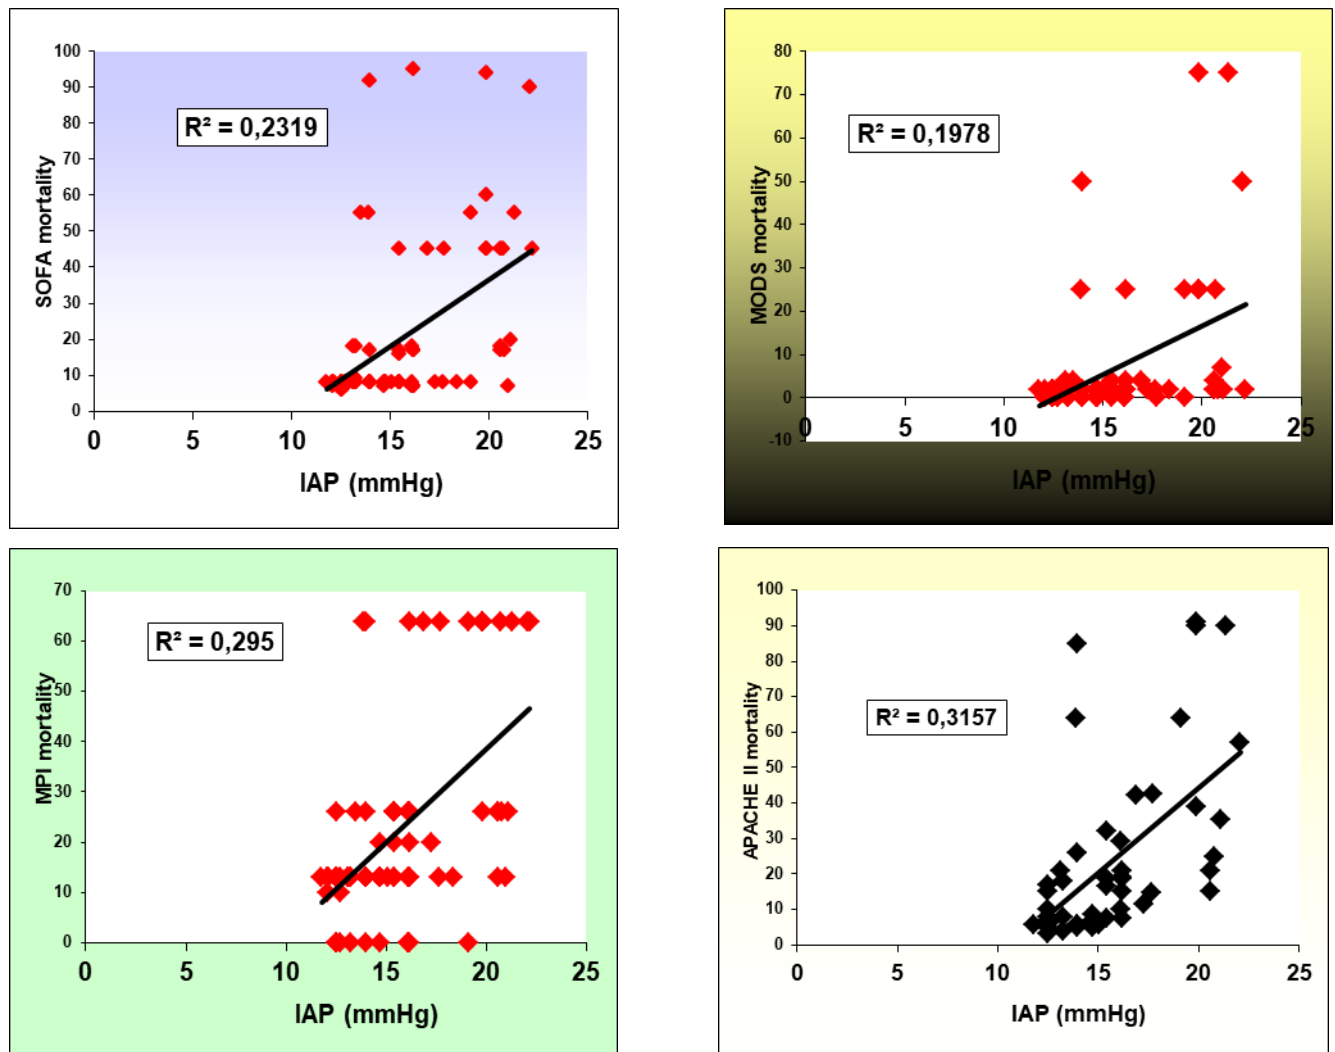 100
90
80
70
60
50
40
30
20
10
0
SOFA mortality
R² = 0,2319
0 5 10 15 20 25
IAP (mmHg)
80
70
60
50
40
30
20
10
0
-10
MODS mortality
R² = 0,1978
0 5 10 15 20 25
IAP (mmHg)
70
60
50
40
30
20
10
0
MPI mortality
R² = 0,295
0 5 10 15 20 25
IAP (mmHg)
100
90
80
70
60
50
40
30
20
10
0
APACHE II mortality
R² = 0,3157
0 5 10 15 20 25
IAP (mmHg)